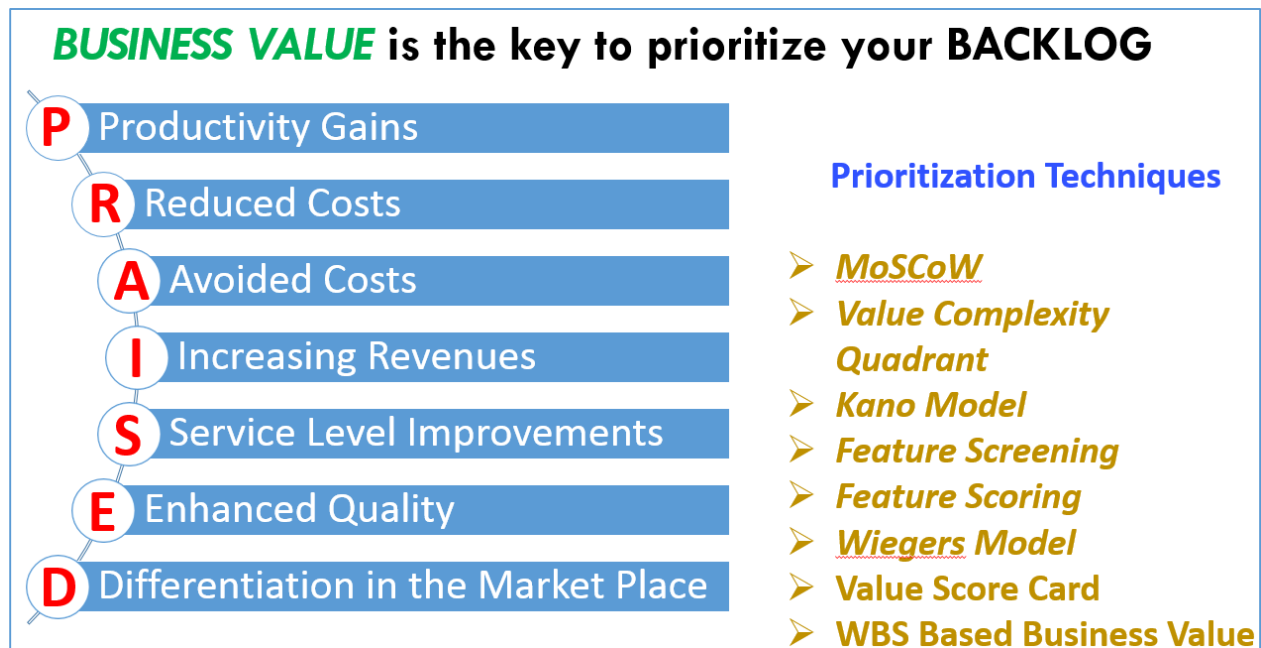 BUSINESS VALUE is the key to prioritize your BACKLOG
P Productivity Gains
R Reduced Costs
A Avoided Costs
I Increasing Revenues
S Service Level Improvements
E Enhanced Quality
D Differentiation in the Market Place
Prioritization Techniques
MoSCoW
Value Complexity
Quadrant
Kano Model
Feature Screening
Feature Scoring
Wiegers Model
Value Score Card
WBS Based Business Value